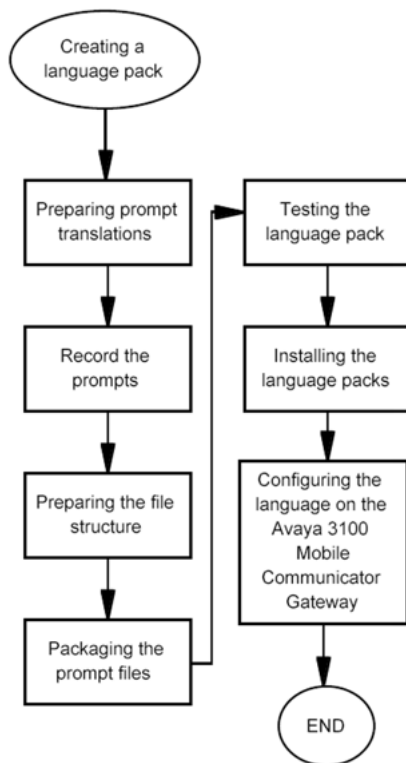 Creating a
language pack
Preparing prompt
translations
Record the
prompts
Preparing the file
structure
Packaging the
prompt files
Testing the
language pack
Installing the
language packs
Configuring the
language on the
Avaya 3100
Mobile
Communicator
Gateway
END